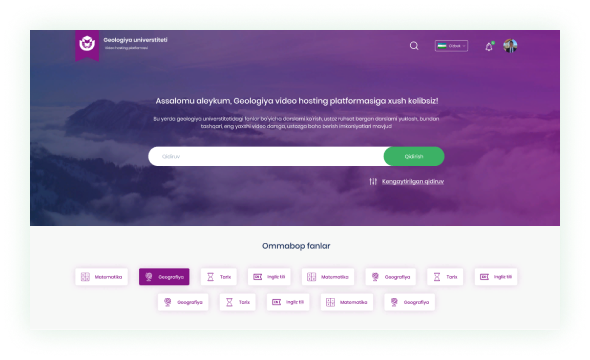 Geologiya universtiteti
Video hosting platformasi
O'zbek
Assalomu aleykum, Geologiya video hosting platformasiga xush kelibsiz!
Bu yerda geologiya universtitetidagi fanlar bo'yicha darslarni ko'rish, ustoz ruhsat bergan darslarni yuklash, bundan
tashqari, eng yaxshi video darsga, ustozga baho berish imkoniyatlari mavjud
Qidiruv
Qidirish
Kengaytirilgan qidiruv
Ommabop fanlar
Matematika Geografiya Tarix Ingliz tili Matematika Geografiya Tarix Ingliz tili
Geografiya Tarix Ingliz tili Matematika Geografiya